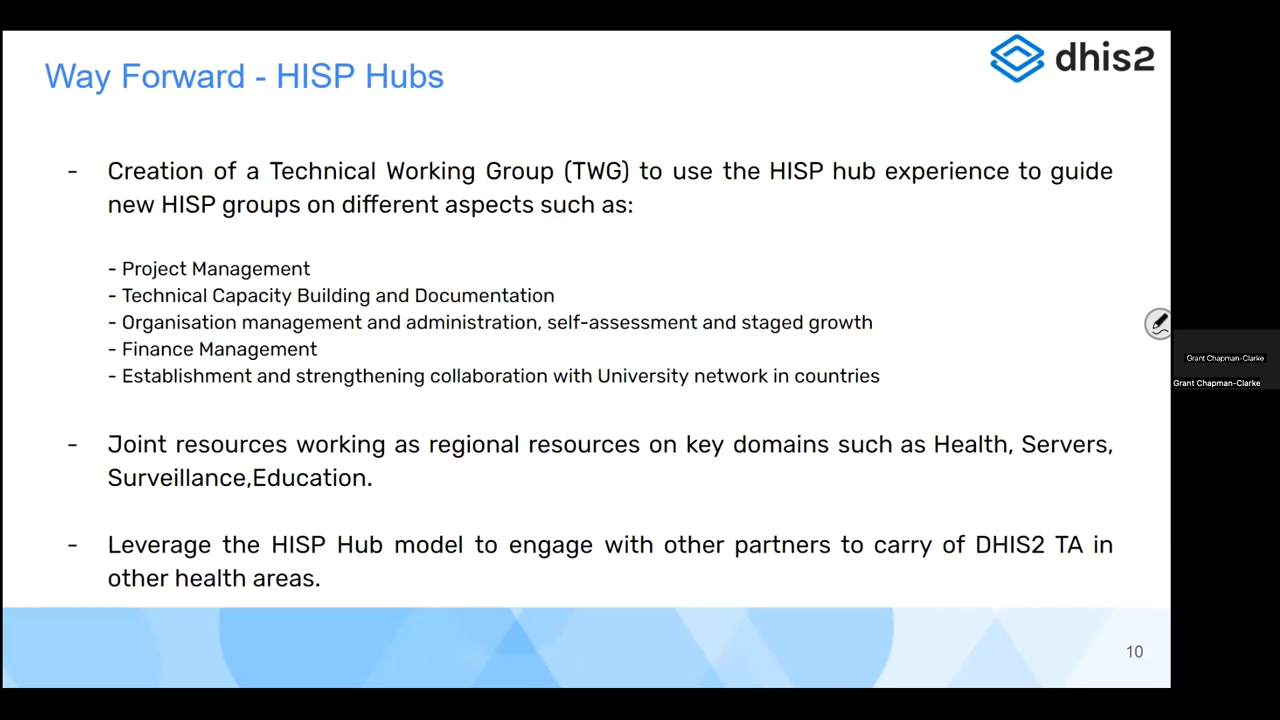 Way Forward - HISP Hubs
dhis2
- Creation of a Technical Working Group (TWG) to use the HISP hub experience to guide
new HISP groups on different aspects such as:
- Project Management
- Technical Capacity Building and Documentation
- Organisation management and administration, self-assessment and staged growth
- Finance Management
- Establishment and strengthening collaboration with University network in countries
- Joint resources working as regional resources on key domains such as Health, Servers,
Surveillance,Education.
- Leverage the HISP Hub model to engage with other partners to carry of DHIS2 TA in
other health areas.
10
Grant Chapman-Clarke
Grant Chapman-Clarke